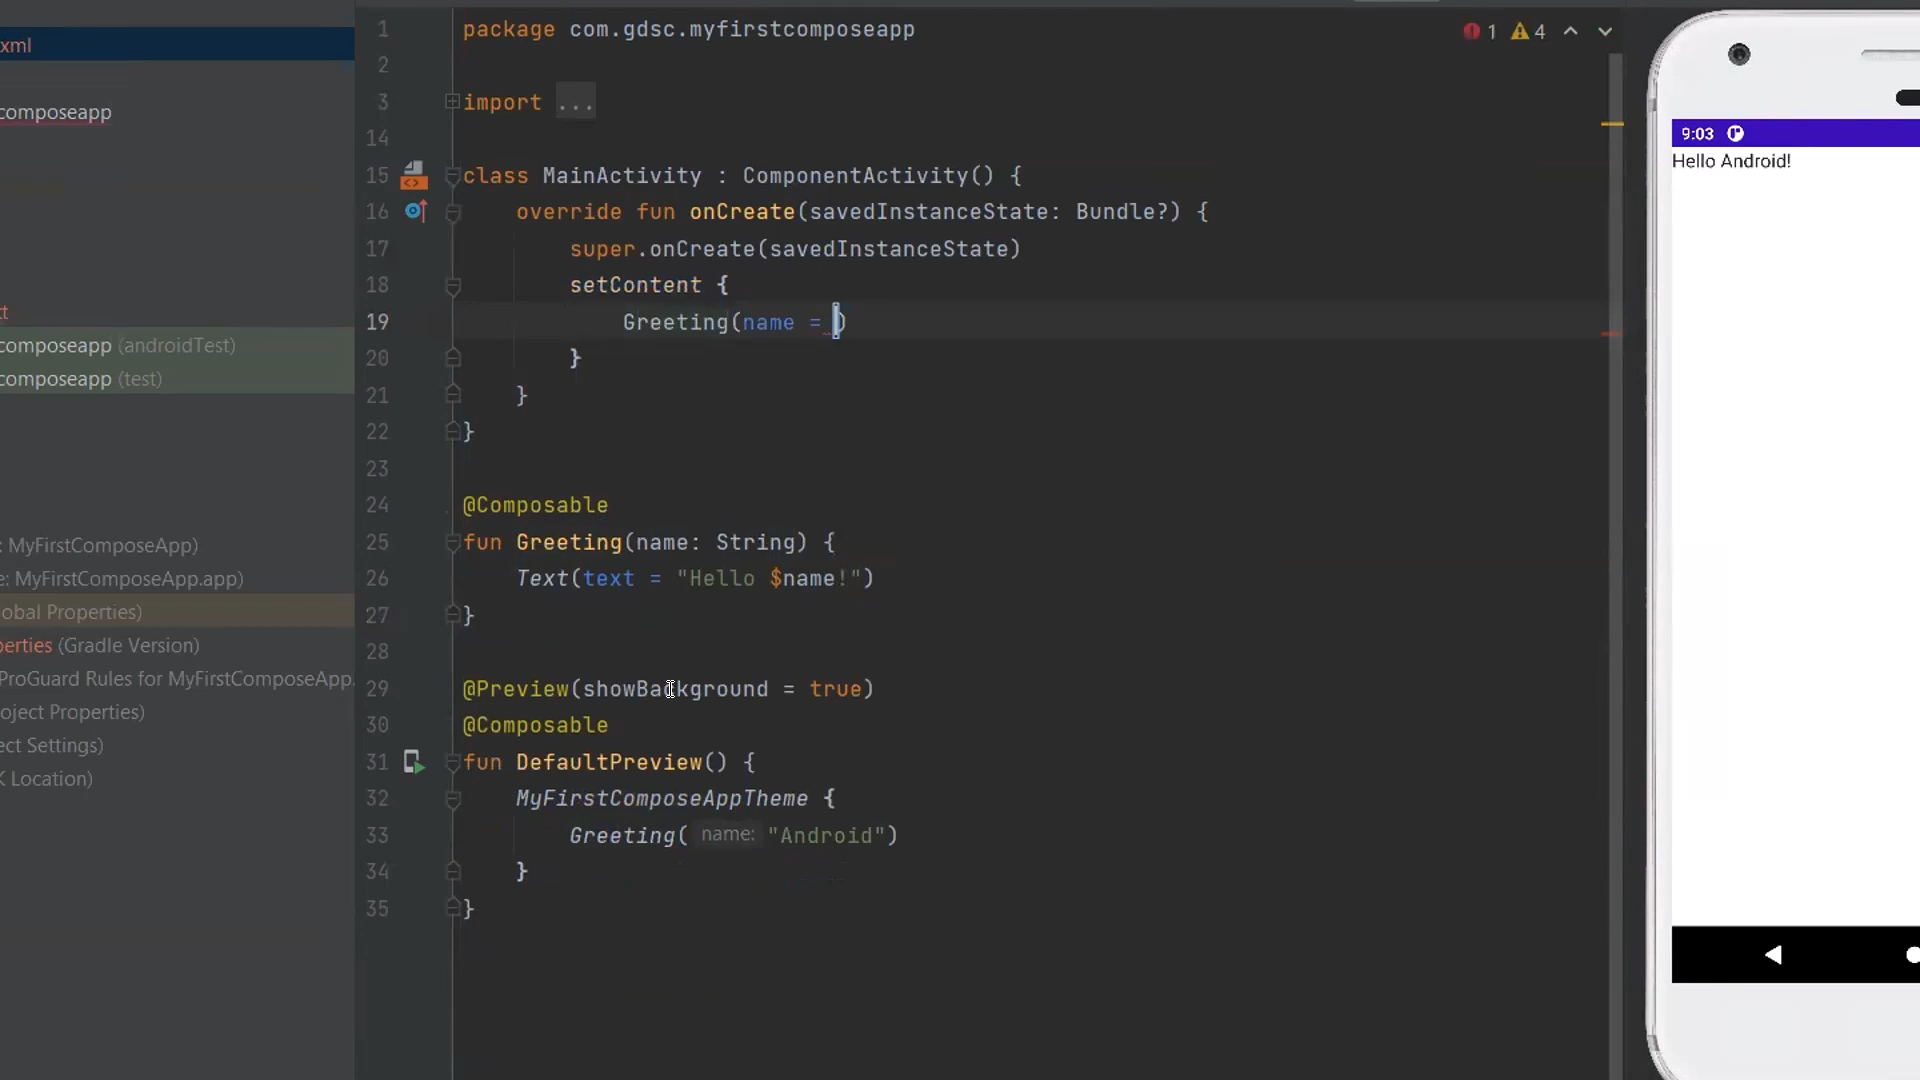 xml
composeapp
t
composeapp (androidTest)
composeapp (test)
: MyFirstComposeApp)
e: MyFirstComposeApp.app)
obal Properties)
perties (Gradle Version)
ProGuard Rules for MyFirstComposeApp.
oject Properties)
ect Settings)
K Location)
1 package com.gdsc.myfirstcomposeapp
2
3 import ...
14
15 class MainActivity : ComponentActivity() {
16 override fun onCreate(savedInstanceState: Bundle?) {
17 super.onCreate(savedInstanceState)
18 setContent {
19 Greeting(name = )
20 }
21 }
22 }
23
24 @Composable
25 fun Greeting(name: String) {
26 Text(text = "Hello $name!")
27 }
28
29 @Preview(showBackground = true)
30 @Composable
31 fun DefaultPreview() {
32 MyFirstComposeAppTheme {
33 Greeting( name: "Android")
34 }
35 }
1 4
9:03
Hello Android!